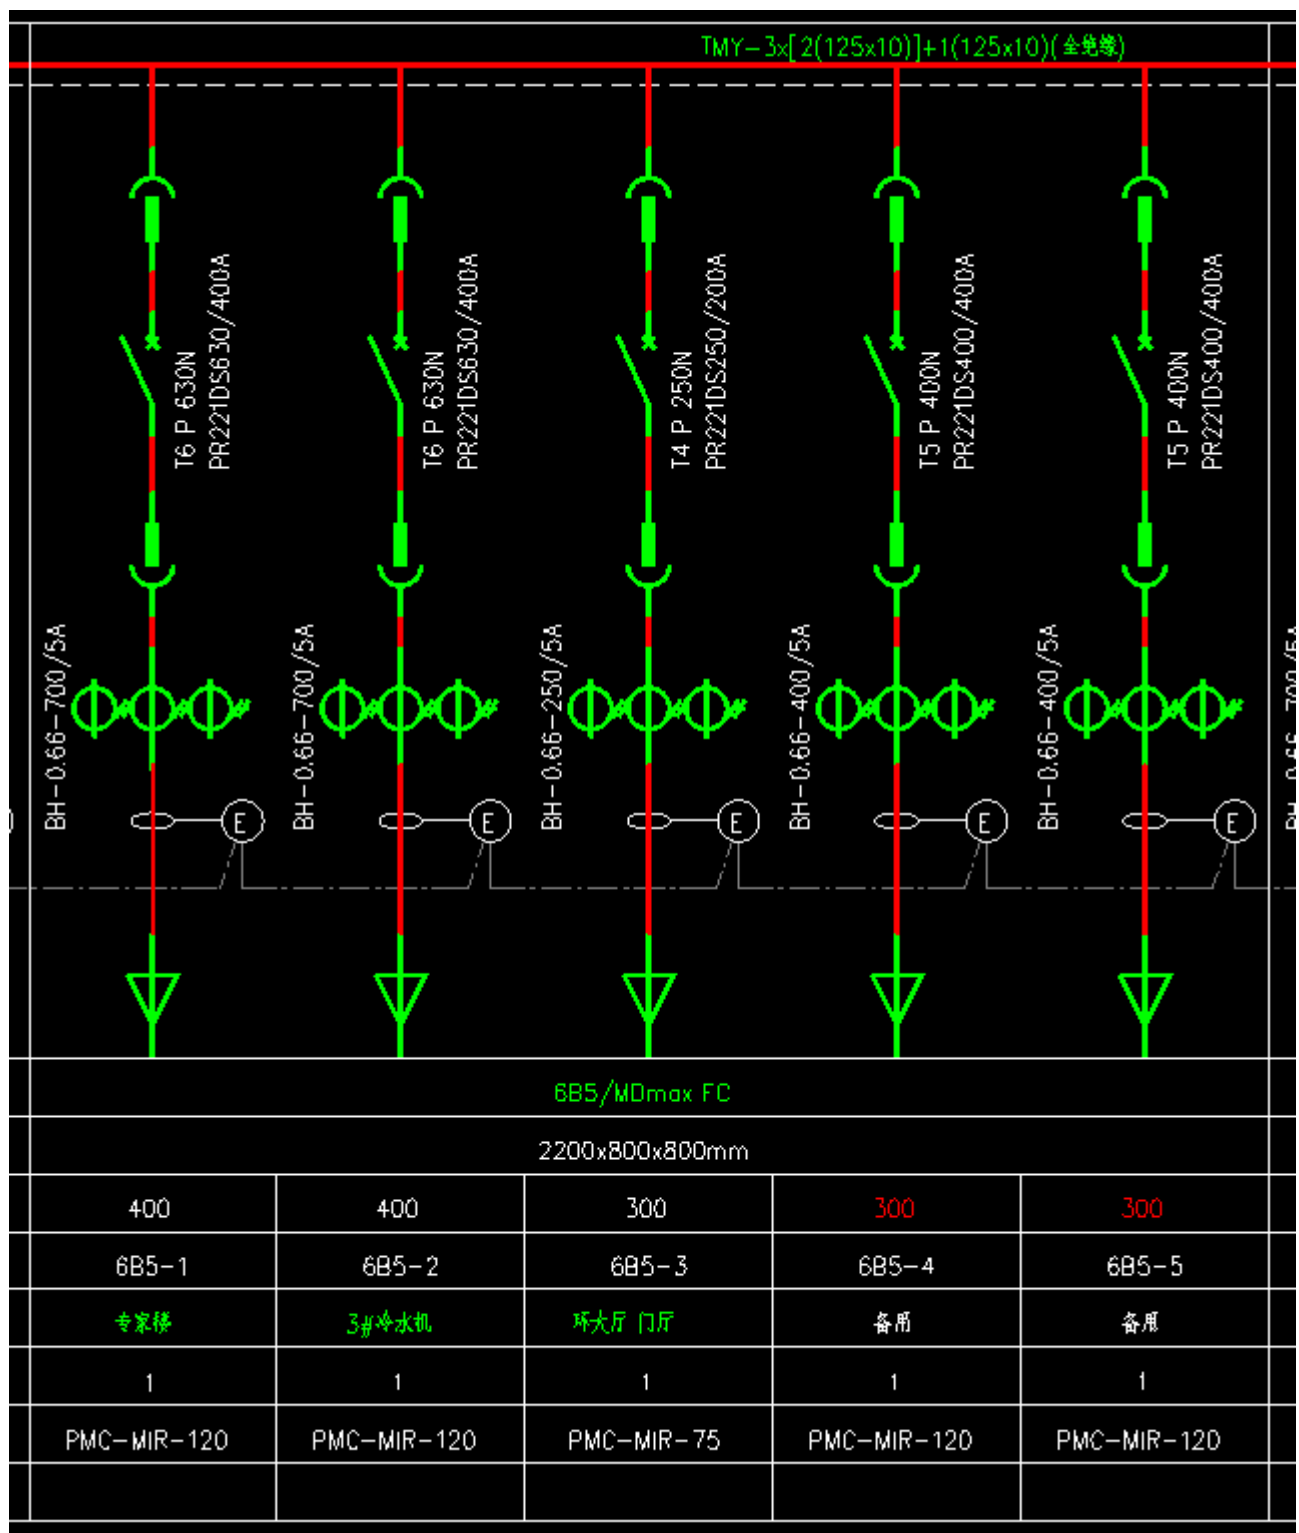 TMY-3x[2(125x10)]+1(125x10)(全绝缘)
T6 P 630N
PR221DS630/400A
T6 P 630N
PR221DS630/400A
T4 P 250N
PR221DS250/200A
T5 P 400N
PR221DS400/400A
T5 P 400N
PR221DS400/400A
BH-0.66-700/5A
BH-0.66-700/5A
BH-0.66-250/5A
BH-0.66-400/5A
BH-0.66-400/5A
BH-0.66-700/5A
E
E
E
E
E
6B5/MDmax FC
2200x800x800mm
400 400 300 300 300
6B5-1 6B5-2 6B5-3 6B5-4 6B5-5
专家楼 3#冷水机 环大厅 门厅 备用 备用
1 1 1 1 1
PMC-MIR-120 PMC-MIR-120 PMC-MIR-75 PMC-MIR-120 PMC-MIR-120